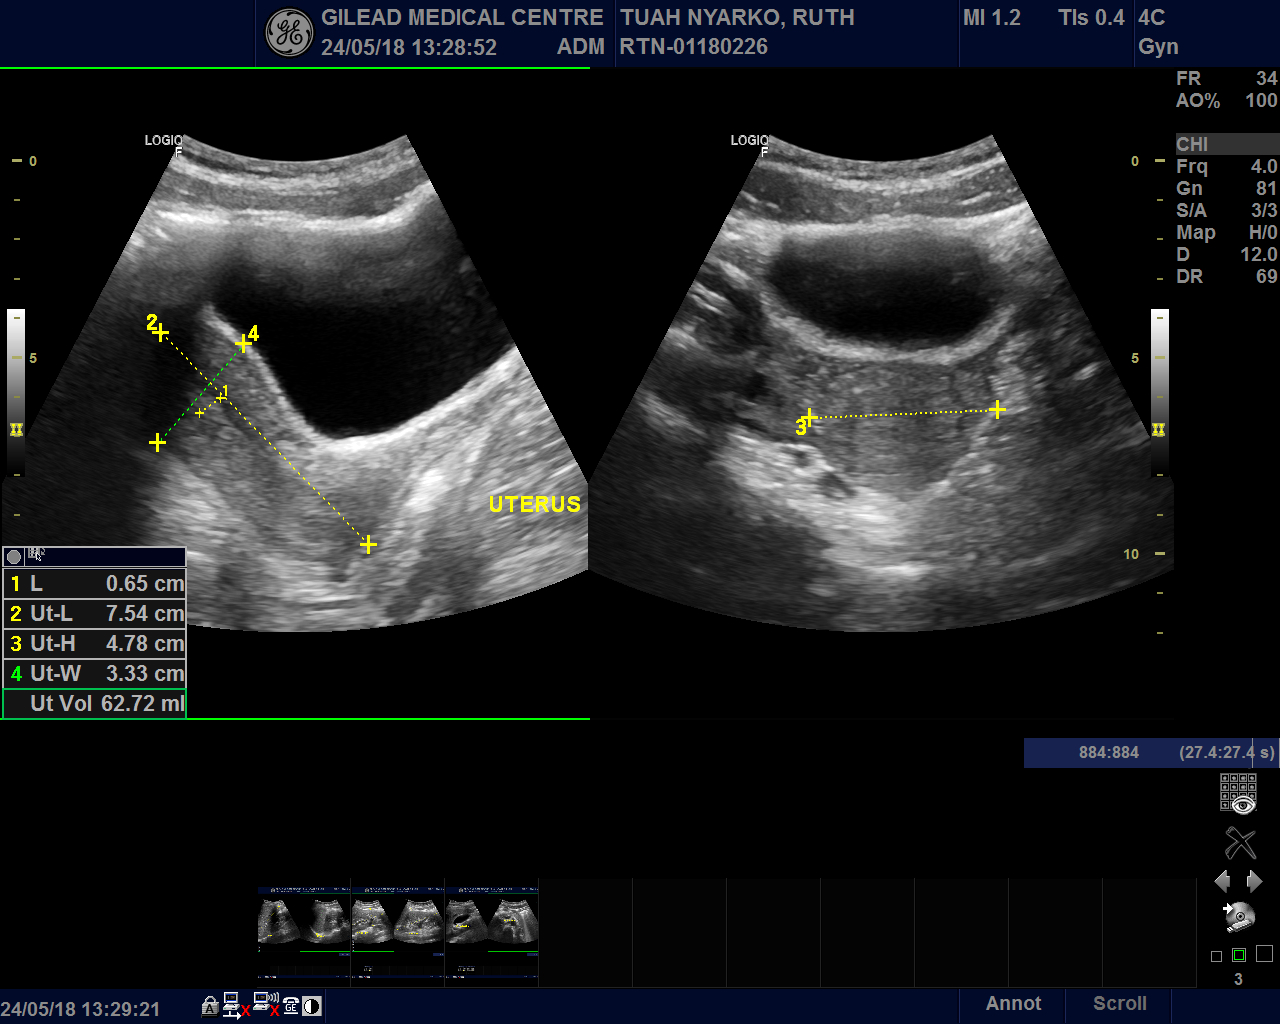 GILEAD MEDICAL CENTRE
24/05/18 13:28:52 ADM
TUAH NYARKO, RUTH
RTN-01180226
MI 1.2 TIs 0.4
4C
Gyn
FR 34
AO% 100
CHI
Frq 4.0
Gn 81
S/A 3/3
Map H/0
D 12.0
DR 69
LOGIQ
F
LOGIQ
F
0
5
0
5
10
2
4
1
3
UTERUS
1 L 0.65 cm
2 Ut-L 7.54 cm
3 Ut-H 4.78 cm
4 Ut-W 3.33 cm
Ut Vol 62.72 ml
884:884 (27.4:27.4 s)
3
24/05/18 13:29:21
Annot
Scroll